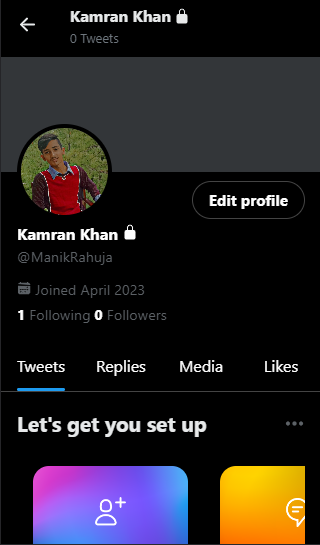 Kamran Khan
0 Tweets
Edit profile
Kamran Khan
@ManikRahuja
Joined April 2023
1 Following 0 Followers
Tweets Replies Media Likes
Let's get you set up